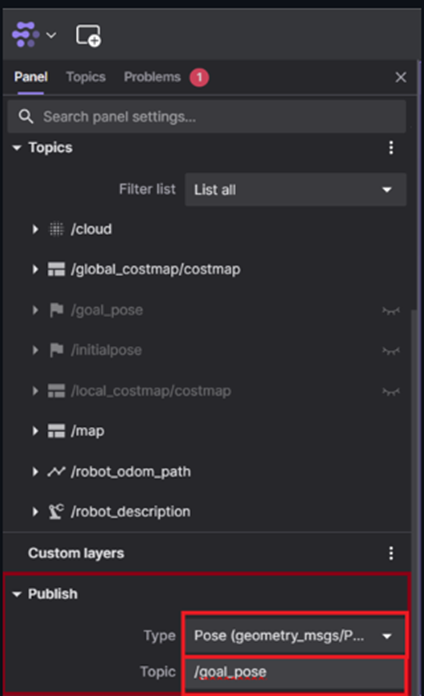 Panel Topics Problems 1
Search panel settings...
Topics
Filter list List all
/cloud
/global_costmap/costmap
/goal_pose
/initialpose
/local_costmap/costmap
/map
/robot_odom_path
/robot_description
Custom layers
Publish
Type Pose (geometry_msgs/P...
Topic /goal_pose